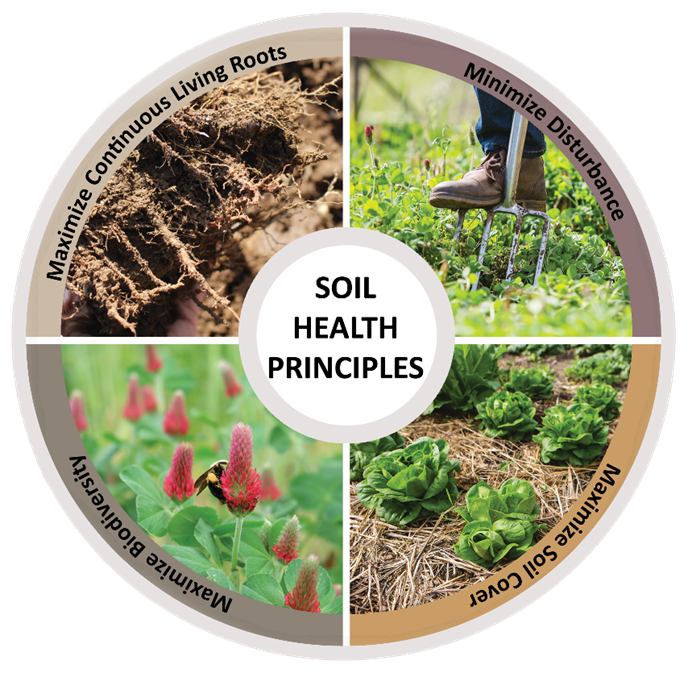 Maximize Continuous Living Roots
Minimize Disturbance
SOIL
HEALTH
PRINCIPLES
Maximize Biodiversity
Maximize Soil Cover